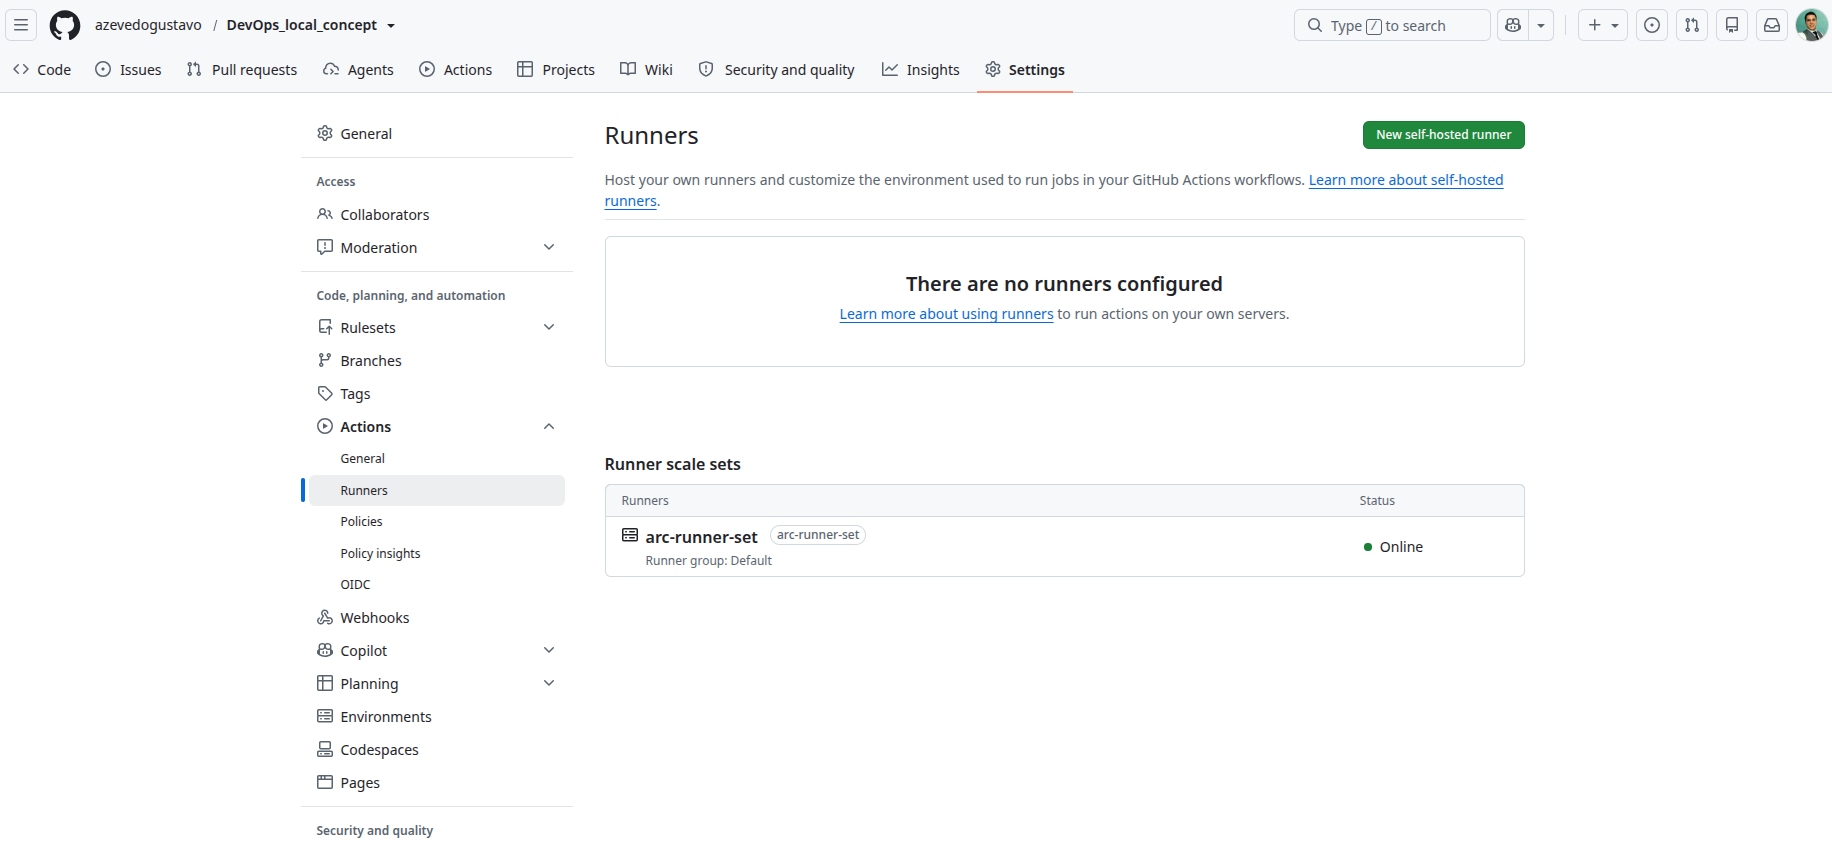 azevedogustavo / DevOps_local_concept
Type / to search
Code Issues Pull requests Agents Actions Projects Wiki Security and quality Insights Settings
General
Access
Collaborators
Moderation
Code, planning, and automation
Rulesets
Branches
Tags
Actions
General
Runners
Policies
Policy insights
OIDC
Webhooks
Copilot
Planning
Environments
Codespaces
Pages
Security and quality
Runners
New self-hosted runner
Host your own runners and customize the environment used to run jobs in your GitHub Actions workflows. Learn more about self-hosted
runners.
There are no runners configured
Learn more about using runners to run actions on your own servers.
Runner scale sets
Runners Status
arc-runner-set arc-runner-set
Runner group: Default
Online